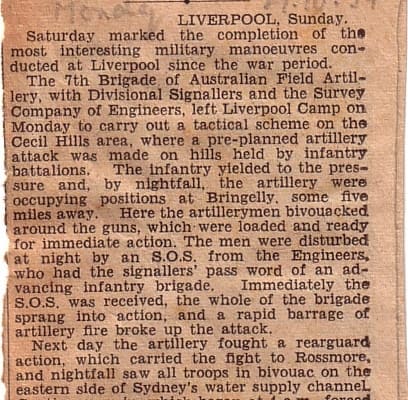 Monday
LIVERPOOL, Sunday.
Saturday marked the completion of the
most interesting military manoeuvres con-
ducted at Liverpool since the war period.
The 7th Brigade of Australian Field Artil-
lery, with Divisional Signallers and the Survey
Company of Engineers, left Liverpool Camp on
Monday to carry out a tactical scheme on the
Cecil Hills area, where a pre-planned artillery
attack was made on hills held by infantry
battalions. The infantry yielded to the pres-
sure and, by nightfall, the artillery were
occupying positions at Bringelly, some five
miles away. Here the artillerymen bivouacked
around the guns, which were loaded and ready
for immediate action. The men were disturbed
at night by an S.O.S. from the Engineers,
who had the signallers' pass word of an ad-
vancing infantry brigade. Immediately the
S.O.S. was received, the whole of the brigade
sprang into action, and a rapid barrage of
artillery fire broke up the attack.
Next day the artillery fought a rearguard
action, which carried the fight to Rossmore,
and nightfall saw all troops in bivouac on the
eastern side of Sydney's water supply channel.